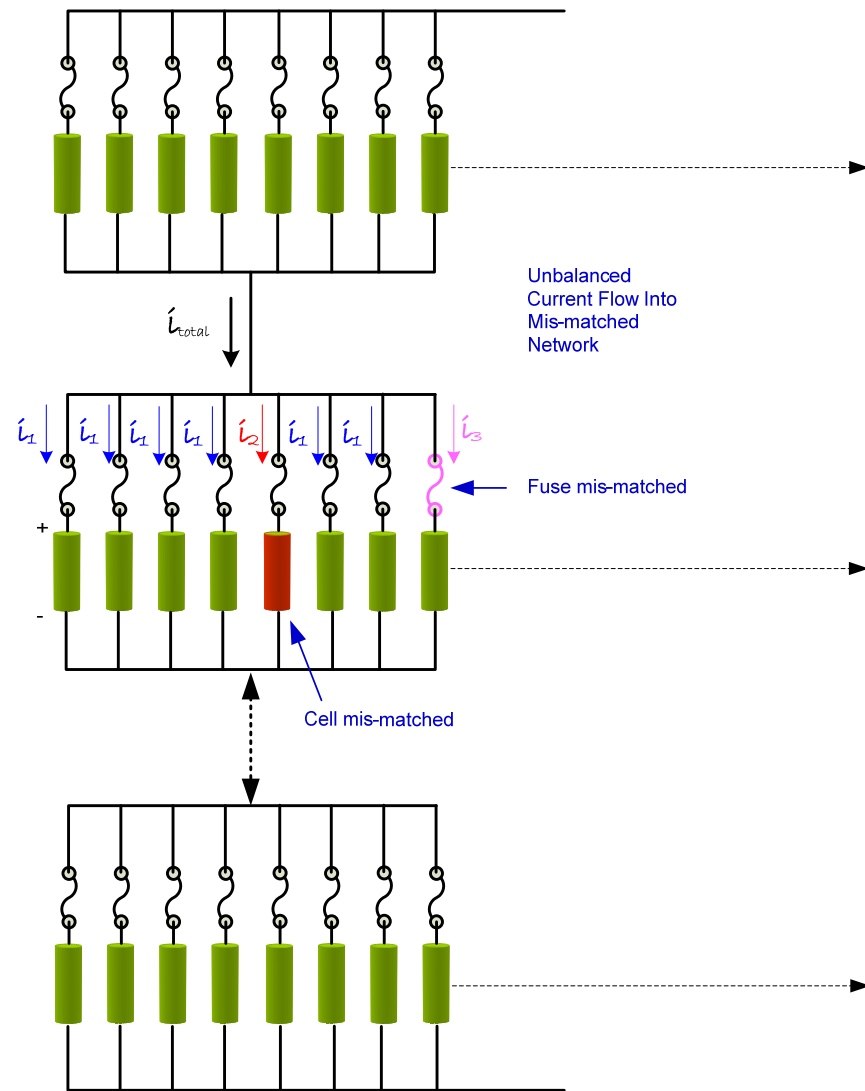 Unbalanced
Current Flow Into
Mis-matched
Network
i total
i1 i1 i1 i1 i2 i1 i1 i3
Fuse mis-matched
+
-
Cell mis-matched